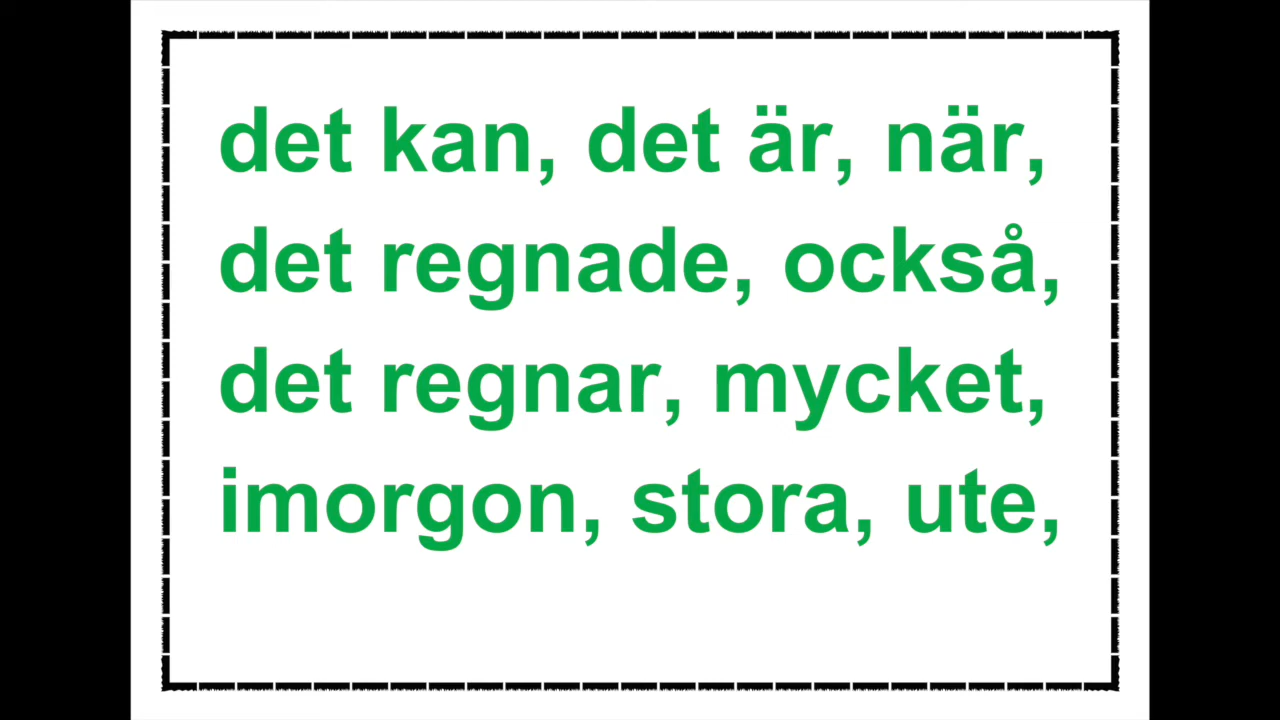 det kan, det är, när,
det regnade, också,
det regnar, mycket,
imorgon, stora, ute,